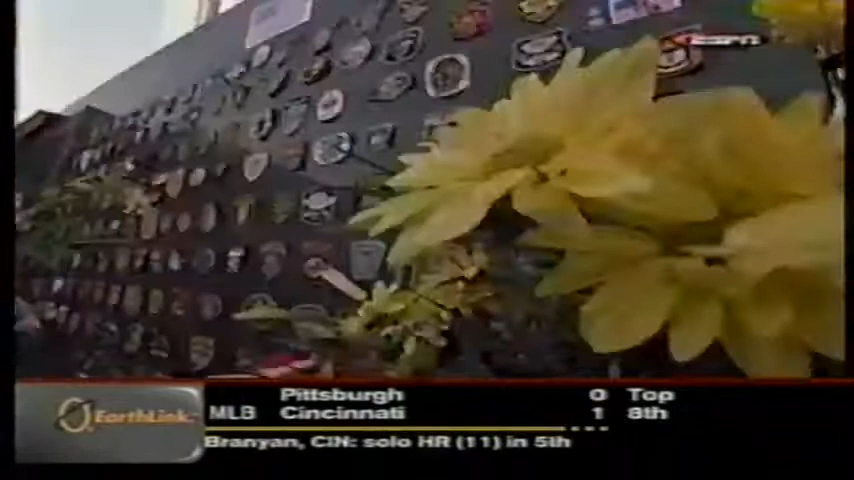 ESPN
EarthLink
MLB
Pittsburgh 0 Top
Cincinnati 1 8th
Branyan, CIN: solo HR (11) in 5th